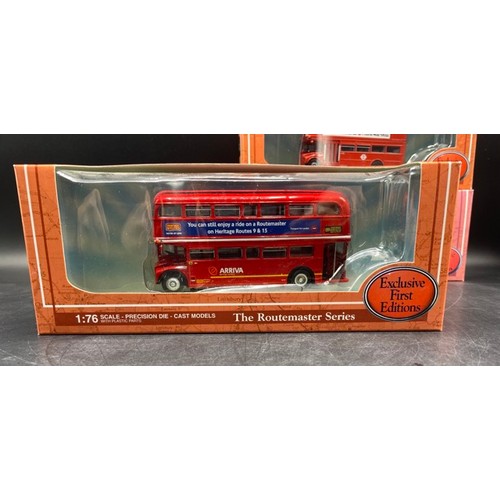 You can still enjoy a ride on a Routemaster
on Heritage Routes 9 & 15
ARRIVA
Exclusive
First
Editions
1:76 SCALE - PRECISION DIE - CAST MODELS
WITH PLASTIC PARTS
The Routemaster Series